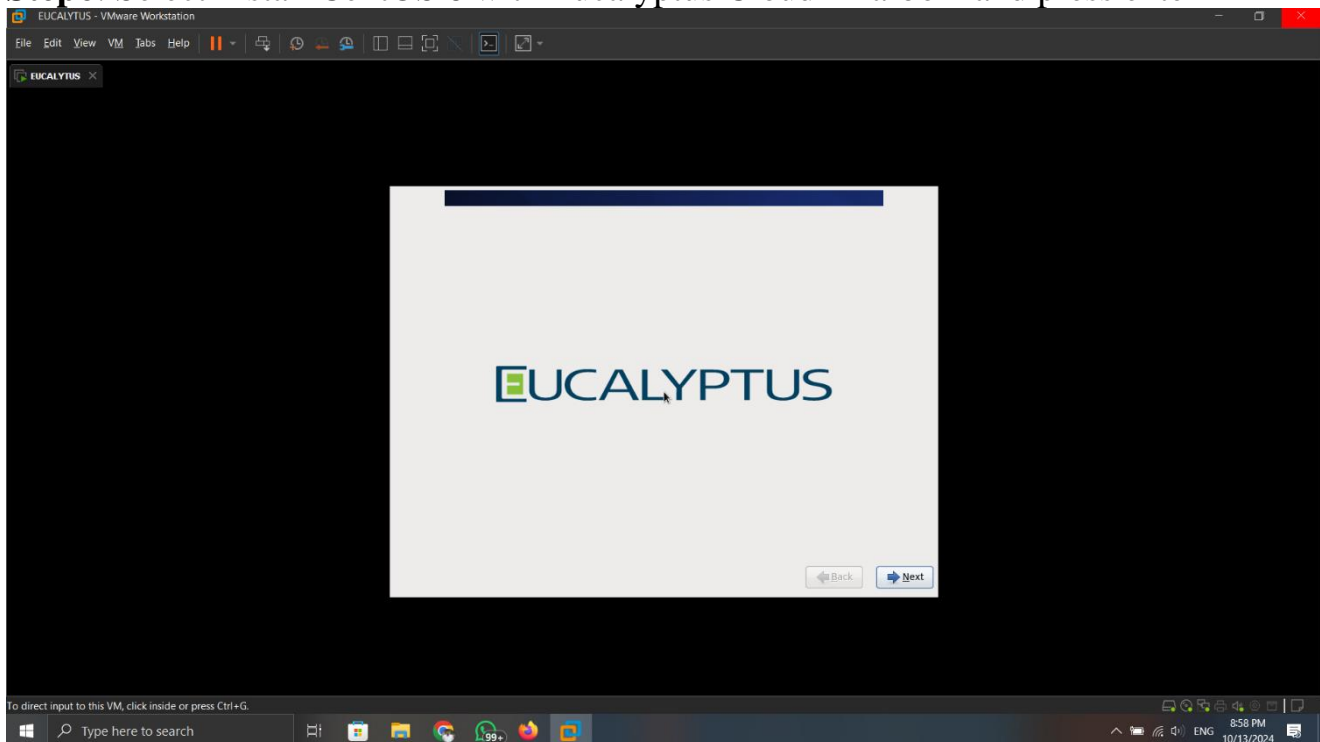 EUCALYTUS - VMware Workstation
File Edit View VM Tabs Help
EUCALYTUS
EUCALYPTUS
Back Next
To direct input to this VM, click inside or press Ctrl+G.
Type here to search
99+
ENG
8:58 PM
10/13/2024